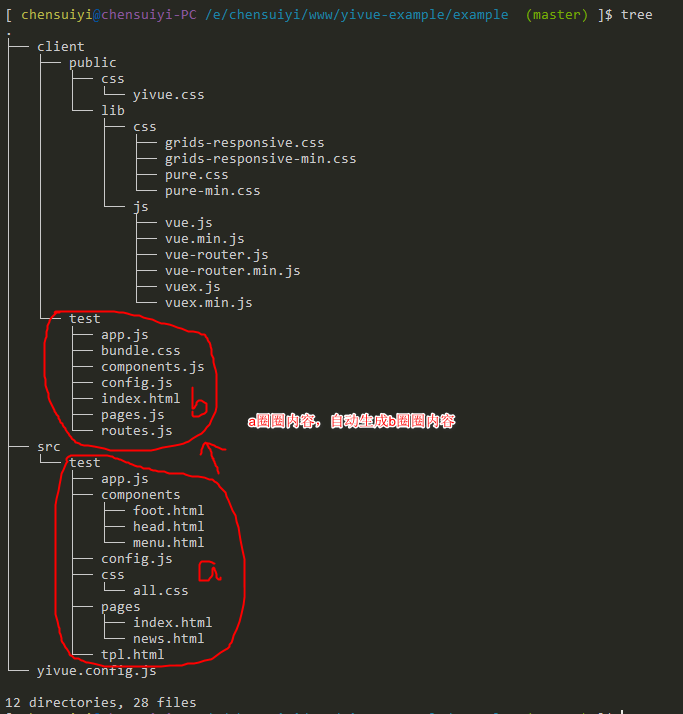 [ chensuiyi@chensuiyi-PC /e/chensuiyi/www/yivue-example/example (master) ]$ tree
.
├── client
│   ├── public
│   │   ├── css
│   │   │   └── yivue.css
│   │   └── lib
│   │       ├── css
│   │       │   ├── grids-responsive.css
│   │       │   ├── grids-responsive-min.css
│   │       │   ├── pure.css
│   │       │   └── pure-min.css
│   │       └── js
│   │           ├── vue.js
│   │           ├── vue.min.js
│   │           ├── vue-router.js
│   │           ├── vue-router.min.js
│   │           ├── vuex.js
│   │           └── vuex.min.js
│   └── test
│       ├── app.js
│       ├── bundle.css
│       ├── components.js
│       ├── config.js
│       ├── index.html
b
│       ├── pages.js
│       └── routes.js
a圈圈内容，自动生成b圈圈内容
├── src
│   └── test
│       ├── app.js
│       ├── components
│       │   ├── foot.html
│       │   ├── head.html
│       │   └── menu.html
│       ├── config.js
a
│       ├── css
│       │   └── all.css
│       ├── pages
│       │   ├── index.html
│       │   └── news.html
│       └── tpl.html
└── yivue.config.js
12 directories, 28 files